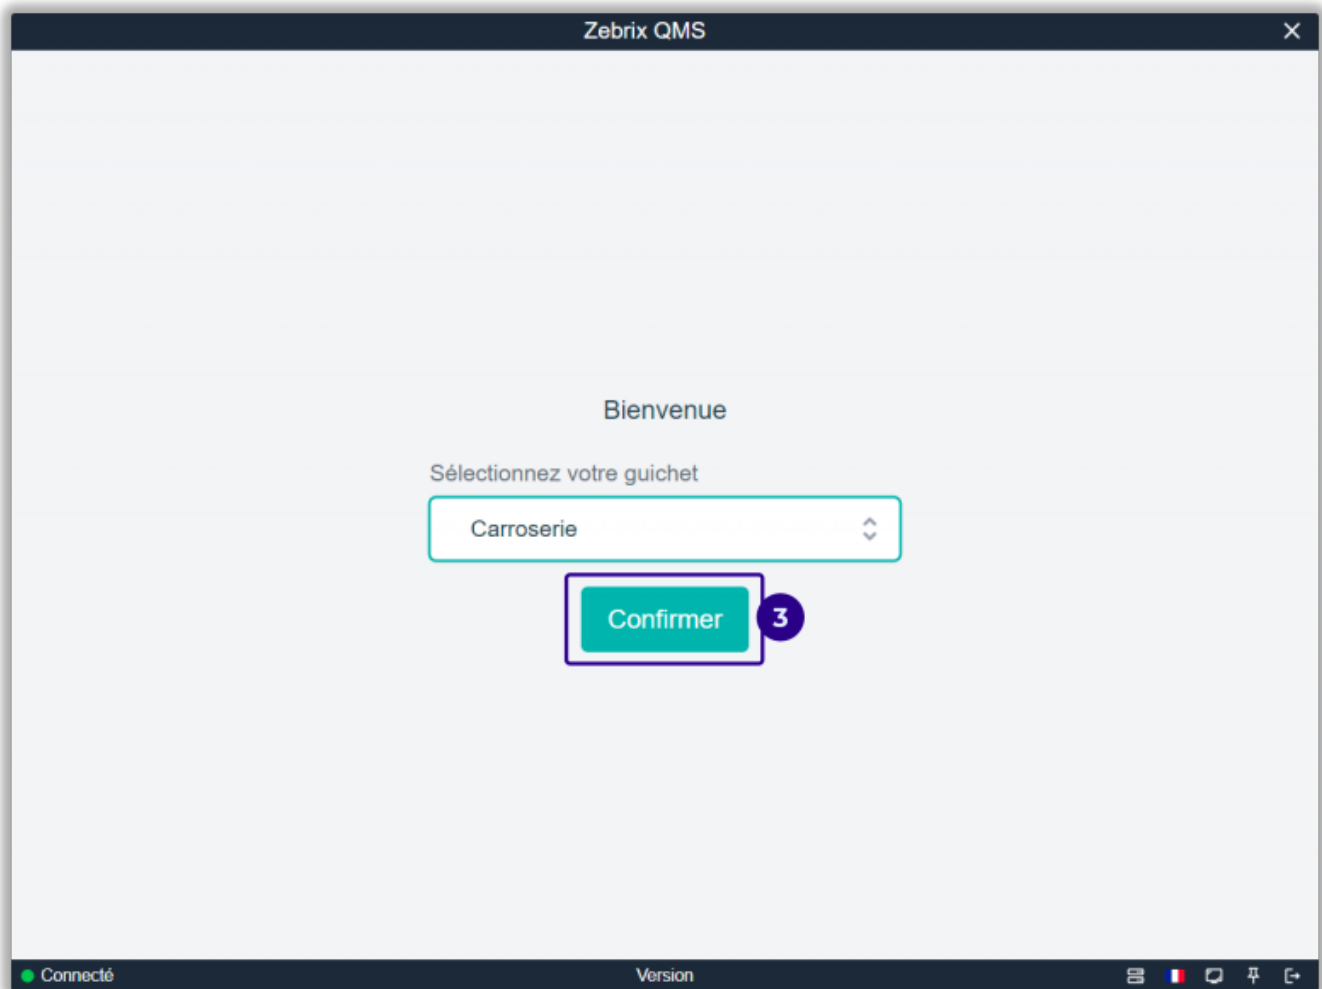 Zebrix QMS
Bienvenue
Sélectionnez votre guichet
Carroserie
Confirmer
3
Connecté
Version